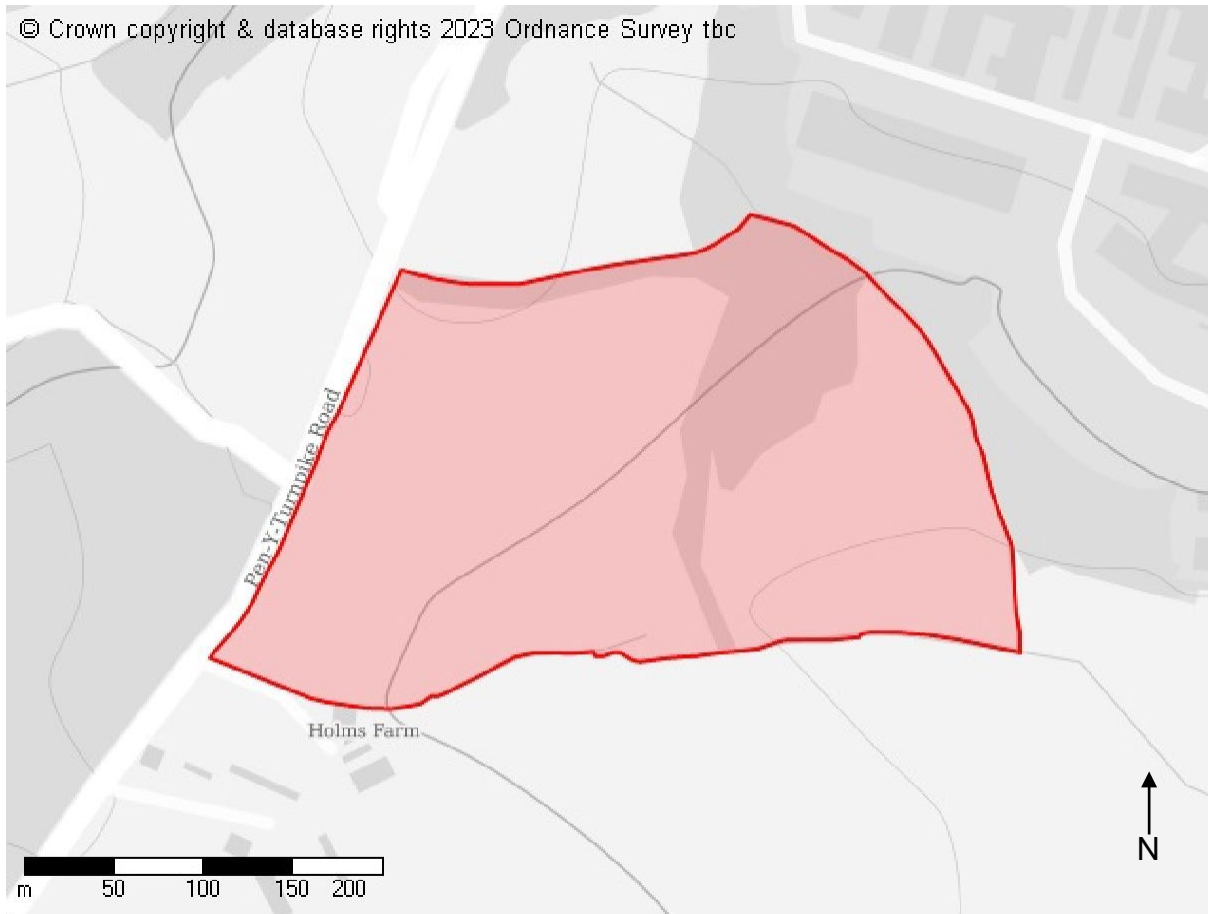 © Crown copyright & database rights 2023 Ordnance Survey tbc
Pen-Y-Turnpike Road
Holms Farm
m 50 100 150 200
N